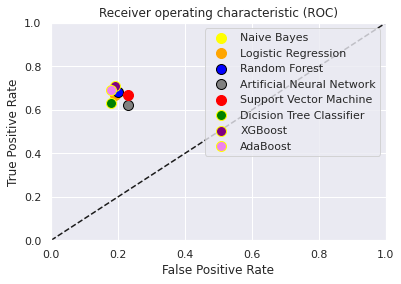 Receiver operating characteristic (ROC)
1.0
0.8
0.6
0.4
0.2
0.0
True Positive Rate
Naive Bayes
Logistic Regression
Random Forest
Artificial Neural Network
Support Vector Machine
Dicision Tree Classifier
XGBoost
AdaBoost
0.0 0.2 0.4 0.6 0.8 1.0
False Positive Rate